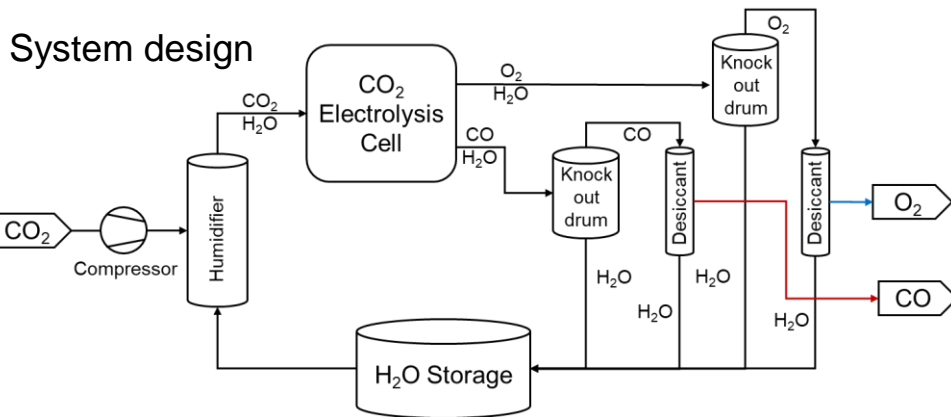 System design
CO₂
Compressor
Humidifier
CO₂
H₂O
CO₂
Electrolysis
Cell
O₂
H₂O
CO
H₂O
Knock
out
drum
CO
Desiccant
Knock
out
drum
O₂
Desiccant
O₂
CO
H₂O
H₂O
H₂O
H₂O
H₂O Storage